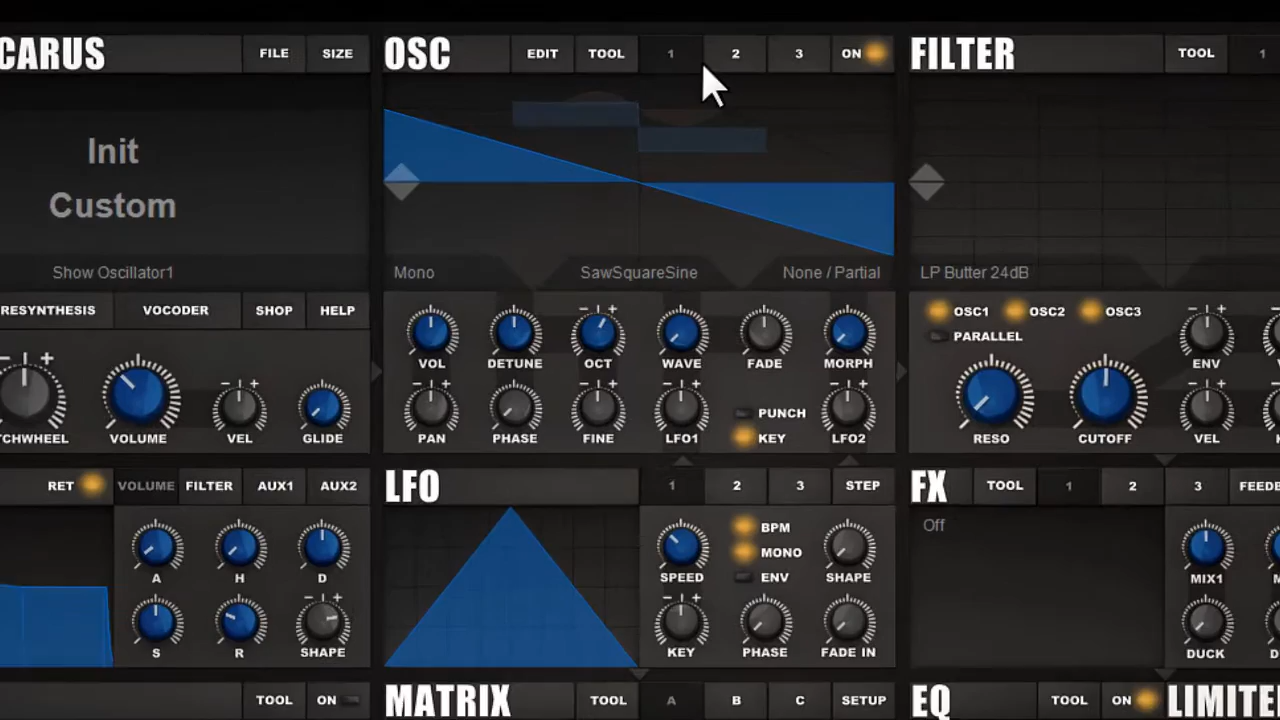 CARUS FILE SIZE OSC EDIT TOOL 1 2 3 ON FILTER TOOL 1
Init
Custom
Show Oscillator1 Mono SawSquareSine None / Partial LP Butter 24dB
RESYNTHESIS VOCODER SHOP HELP OSC1 OSC2 OSC3
PARALLEL
VOL DETUNE OCT WAVE FADE MORPH ENV
PUNCH
TCHWHEEL VOLUME VEL GLIDE PAN PHASE FINE LFO1 KEY LFO2 RESO CUTOFF VEL
RET VOLUME FILTER AUX1 AUX2 LFO 1 2 3 STEP FX TOOL 1 2 3 FEEDB
Off
BPM
MONO
A H D SPEED ENV SHAPE MIX1
S R SHAPE KEY PHASE FADE IN DUCK
TOOL ON MATRIX TOOL A B C SETUP EQ TOOL ON LIMITE